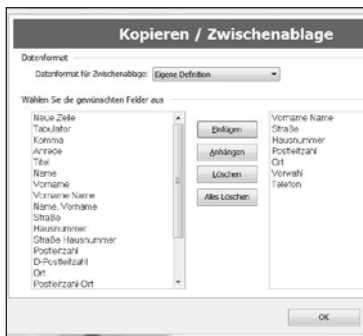 Kopieren / Zwischenablage
Datenformat
Datenformat für Zwischenablage: Eigene Definition
Wählen Sie die gewünschten Felder aus
Neue Zeile
Tabulator
Komma
Anrede
Titel
Name
Vorname
Vorname Name
Name, Vorname
Straße
Hausnummer
Straße Hausnummer
Postleitzahl
D-Postleitzahl
Ort
Postleitzahl-Ort
Einfügen
Anhängen
Löschen
Alles Löschen
Vorname Name
Straße
Hausnummer
Postleitzahl
Ort
Vorwahl
Telefon
OK